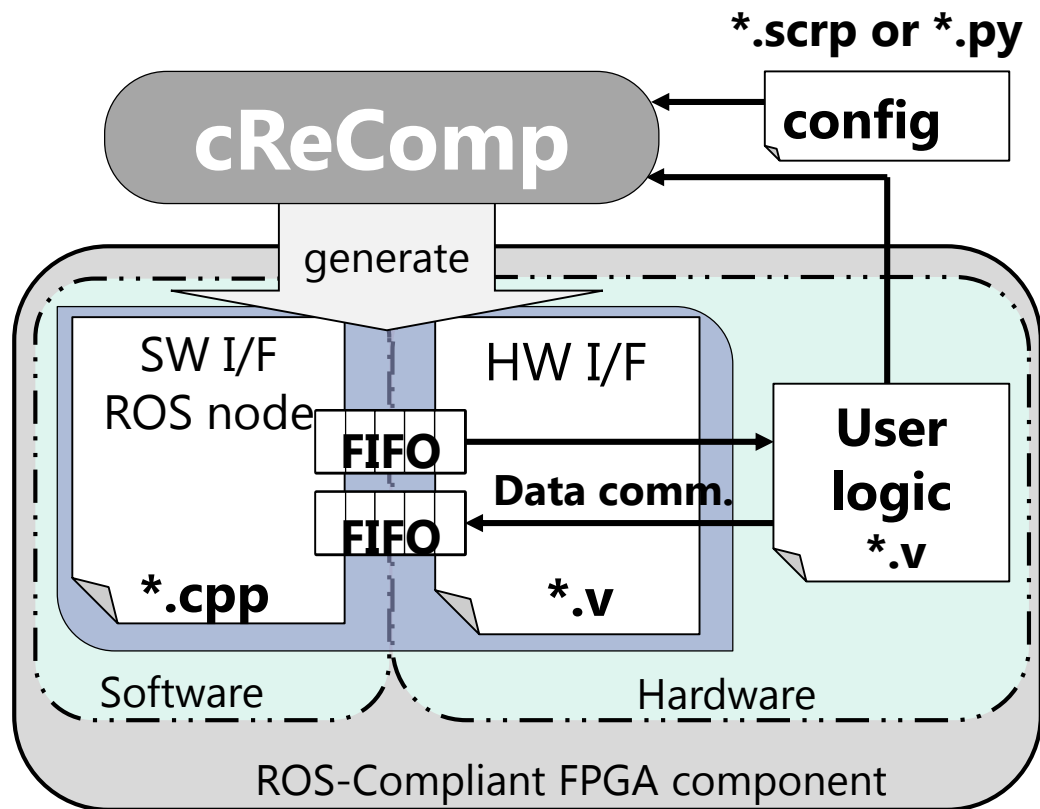 *.scrp or *.py
cReComp
config
generate
SW I/F
ROS node
HW I/F
FIFO
FIFO
Data comm.
User
logic
*.v
*.cpp
*.v
Software
Hardware
ROS-Compliant FPGA component